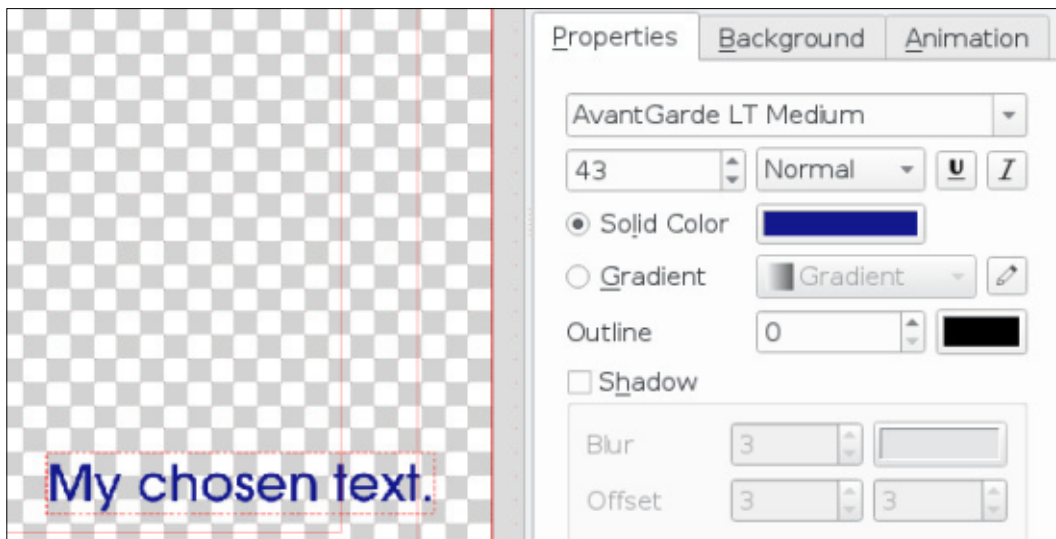 Properties Background Animation
AvantGarde LT Medium
43 Normal U I
Solid Color
Gradient Gradient
Outline 0
Shadow
Blur 3
Offset 3 3
My chosen text.